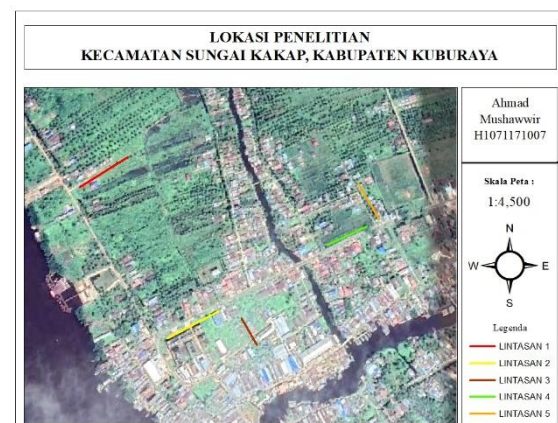 LOKASI PENELITIAN
KECAMATAN SUNGAI KAKAP, KABUPATEN KUBURAYA
Ahmad
Mushawwir
H1071171007
Skala Peta :
1:4,500
N
W E
S
Legenda
LINTASAN 1
LINTASAN 2
LINTASAN 3
LINTASAN 4
LINTASAN 5